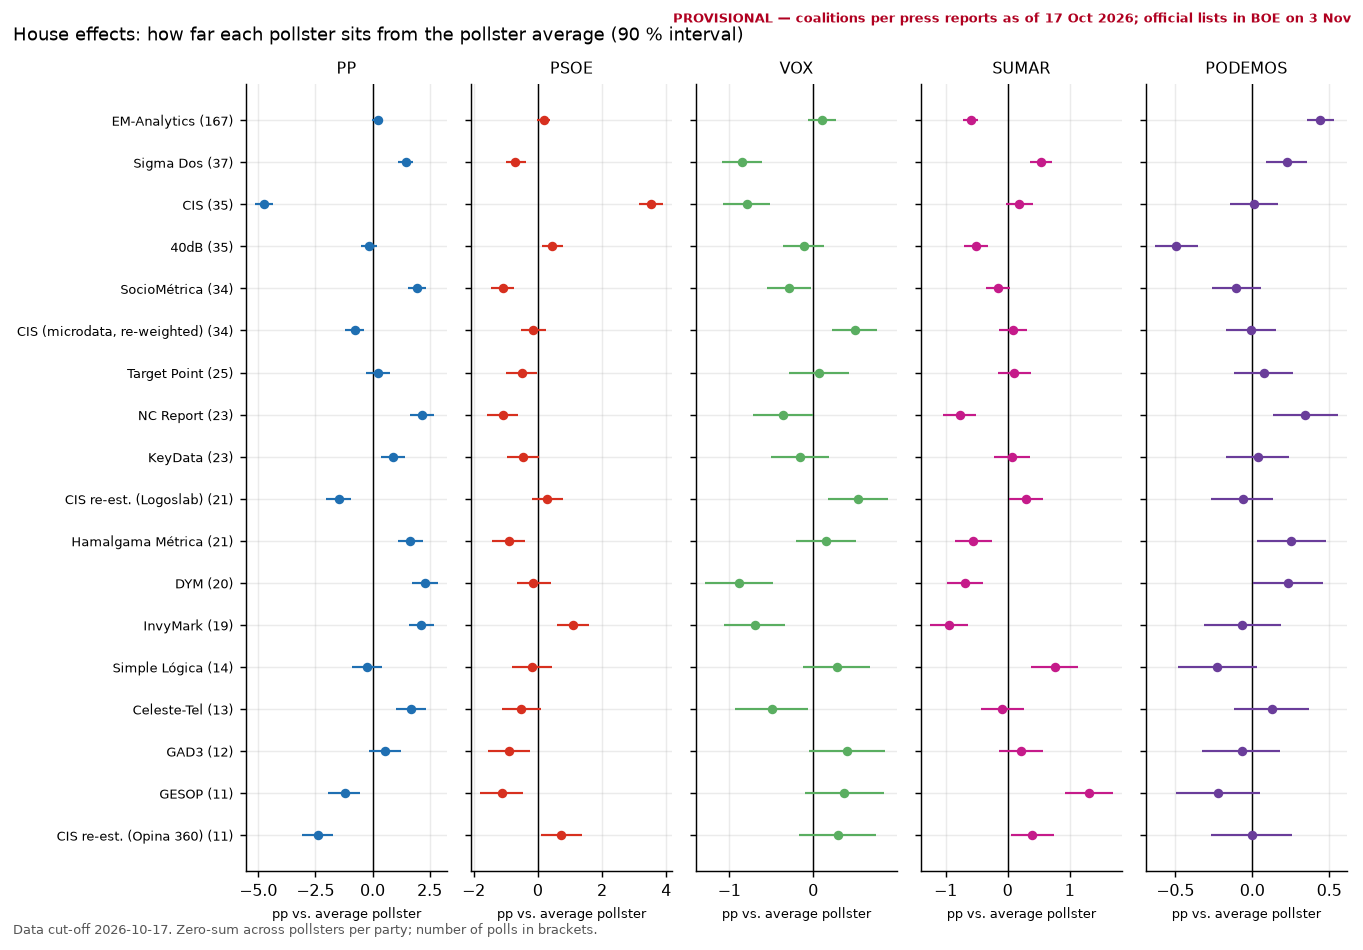 PROVISIONAL — coalitions per press reports as of 17 Oct 2026; official lists in BOE on 3 Nov
House effects: how far each pollster sits from the pollster average (90 % interval)
PP PSOE VOX SUMAR PODEMOS
EM-Analytics (167)
Sigma Dos (37)
CIS (35)
40dB (35)
SocioMétrica (34)
CIS (microdata, re-weighted) (34)
Target Point (25)
NC Report (23)
KeyData (23)
CIS re-est. (Logoslab) (21)
Hamalgama Métrica (21)
DYM (20)
InvyMark (19)
Simple Lógica (14)
Celeste-Tel (13)
GAD3 (12)
GESOP (11)
CIS re-est. (Opina 360) (11)
−5.0 −2.5 0.0 2.5 −2 0 2 4 −1 0 −1 0 1 −0.5 0.0 0.5
pp vs. average pollster pp vs. average pollster pp vs. average pollster pp vs. average pollster pp vs. average pollster
Data cut-off 2026-10-17. Zero-sum across pollsters per party; number of polls in brackets.